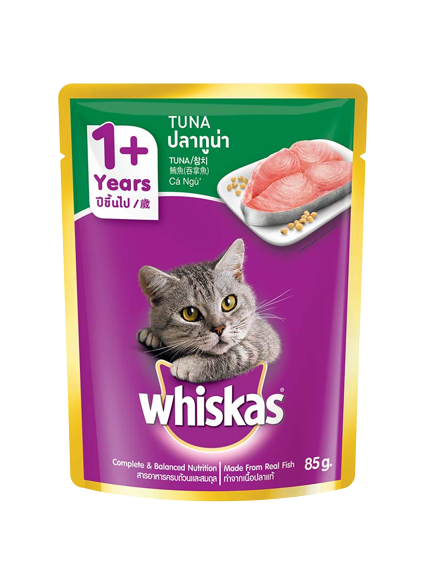 TUNA
ปลาทูน่า
TUNA/참치
鮪魚(吞拿魚)
Cá Ngừ
1+
Years
ปีขึ้นไป /歲
whiskas®
Complete & Balanced Nutrition
สารอาหารครบถ้วนและสมดุล
Made From Real Fish
ทำจากเนื้อปลาแท้
85g.